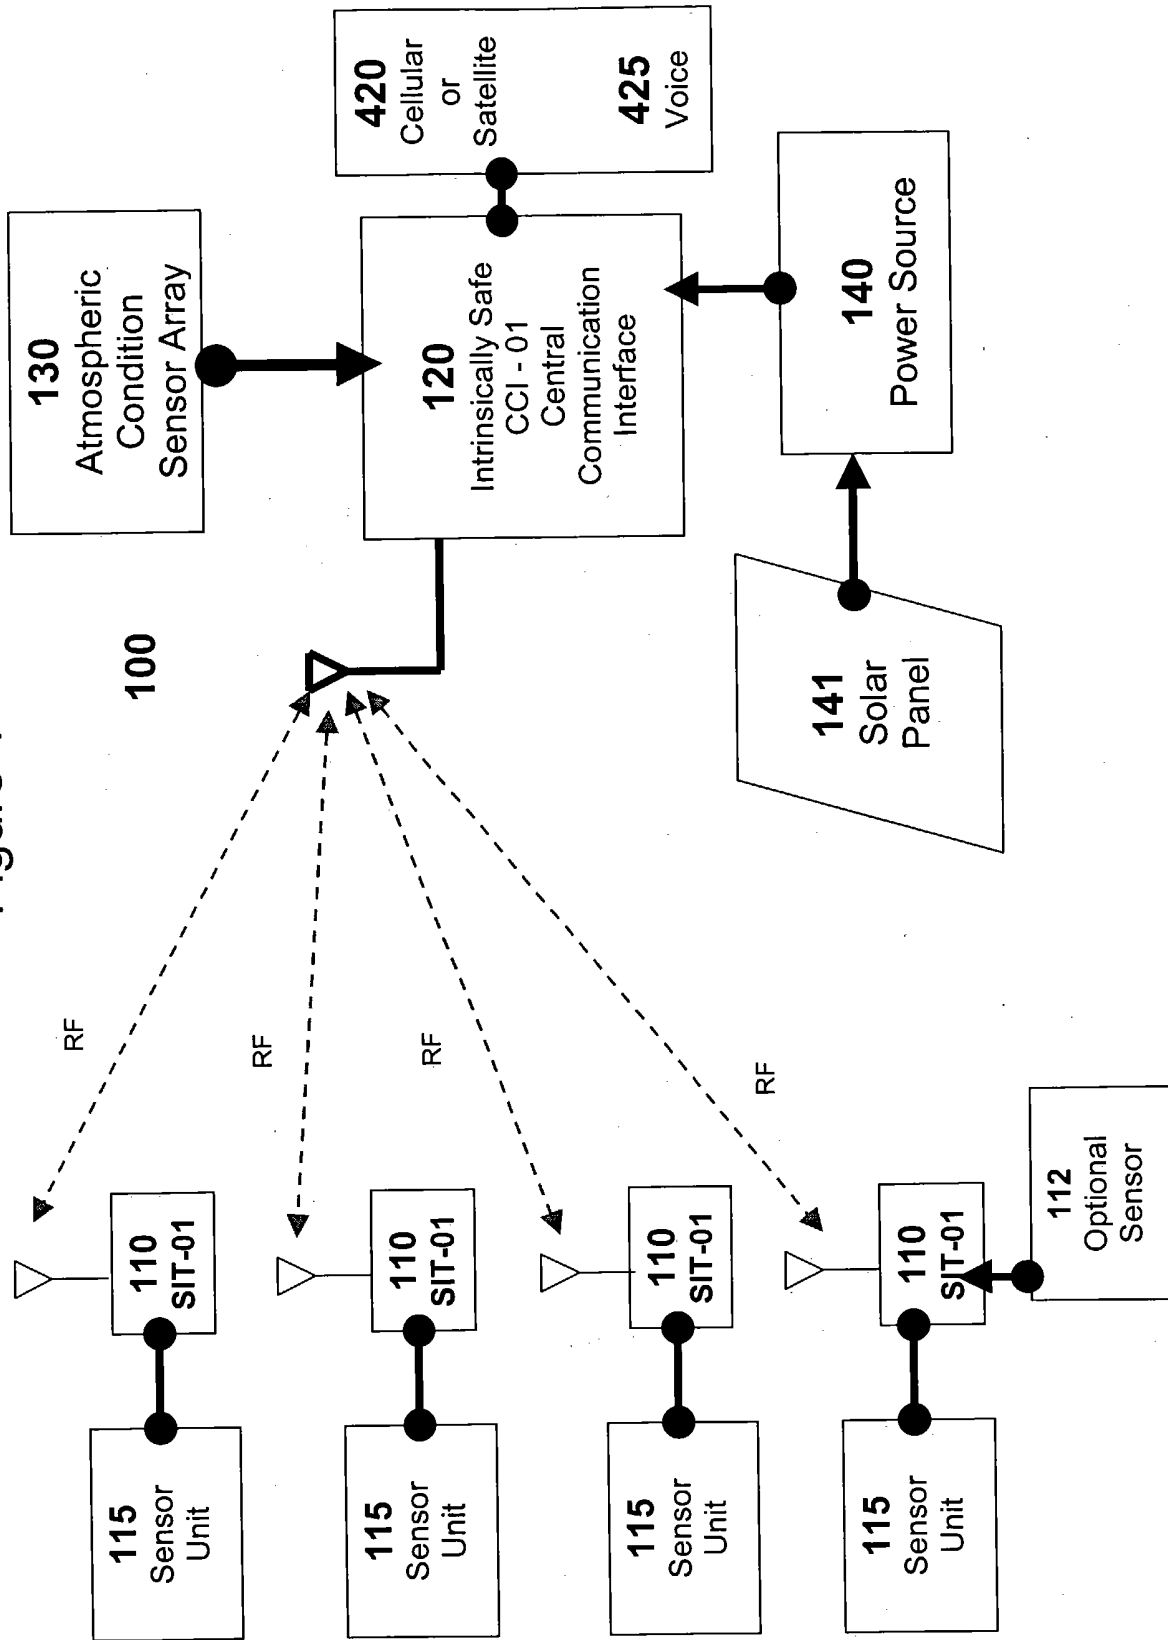 100
130
Atmospheric
Condition
Sensor Array
120
Intrinsically Safe
CCI - 01
Central
Communication
Interface
420
Cellular
or
Satellite
425
Voice
140
Power Source
141
Solar
Panel
RF
RF
RF
RF
110
SIT-01
110
SIT-01
110
SIT-01
110
SIT-01
115
Sensor
Unit
115
Sensor
Unit
115
Sensor
Unit
115
Sensor
Unit
112
Optional
Sensor